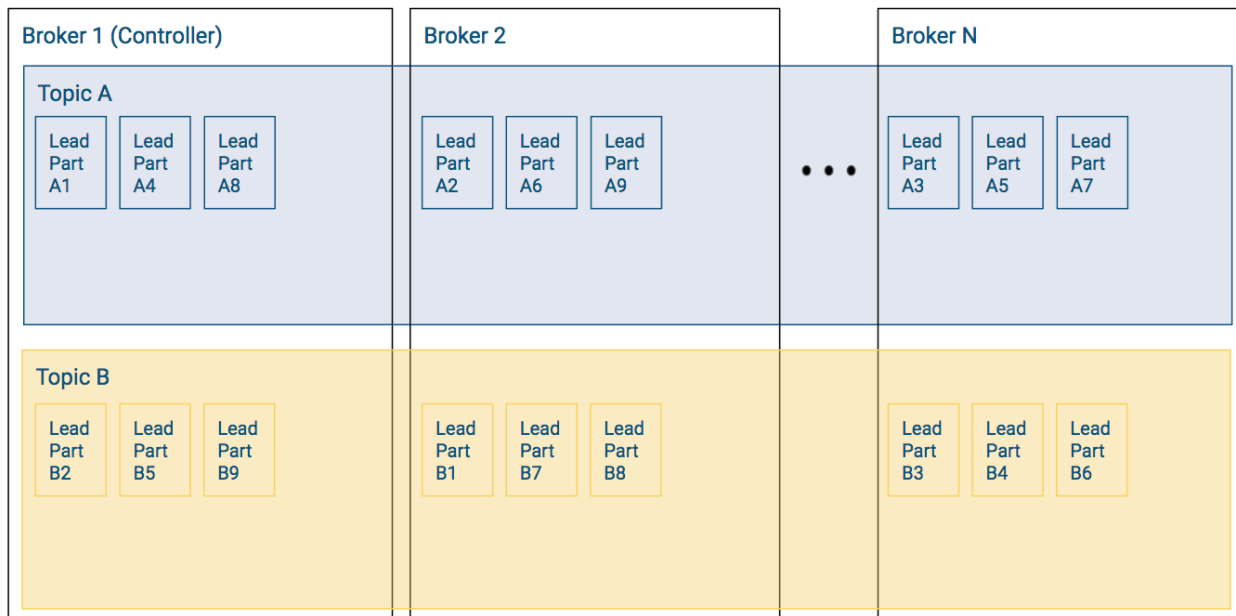 Broker 1 (Controller)
Broker 2
Broker N
Topic A
Lead
Part
A1
Lead
Part
A4
Lead
Part
A8
Lead
Part
A2
Lead
Part
A6
Lead
Part
A9
Lead
Part
A3
Lead
Part
A5
Lead
Part
A7
Topic B
Lead
Part
B2
Lead
Part
B5
Lead
Part
B9
Lead
Part
B1
Lead
Part
B7
Lead
Part
B8
Lead
Part
B3
Lead
Part
B4
Lead
Part
B6